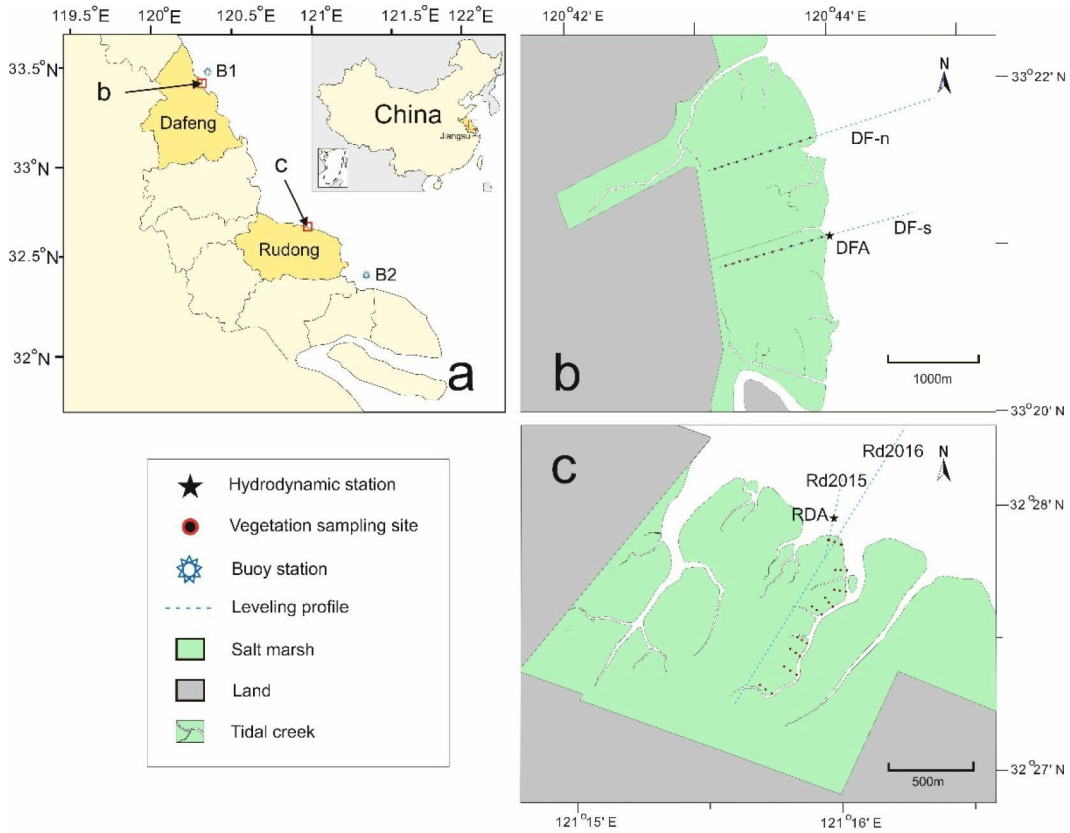 119.5°E
120°E
120.5°E
121°E
121.5°E
122°E
33.5°N
33°N
32.5°N
32°N
B1
b
Dafeng
China
Jiangsu
c
Rudong
B2
a
120°42' E
120°44' E
N
33°22' N
DF-n
DF-s
DFA
b
1000m
33°20' N
c
N
Rd2016
Rd2015
RDA
32°28' N
500m
32°27' N
121°15' E
121°16' E
Hydrodynamic station
Vegetation sampling site
Buoy station
Leveling profile
Salt marsh
Land
Tidal creek